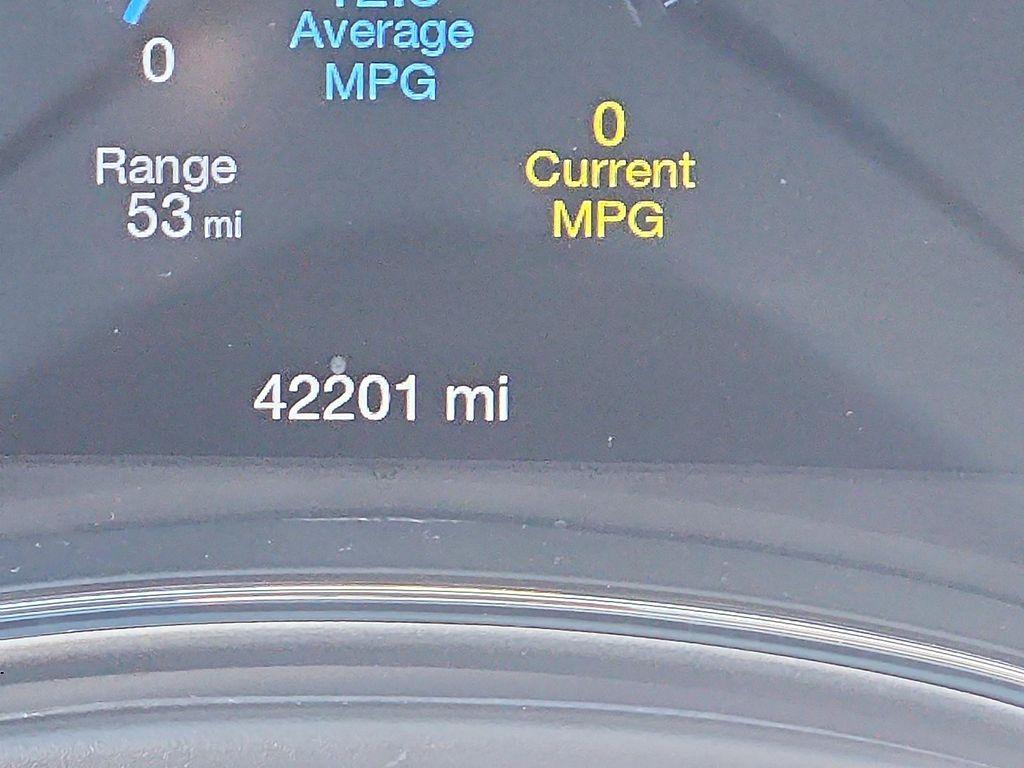 Average
MPG
0
0
Current
MPG
Range
53 mi
42201 mi